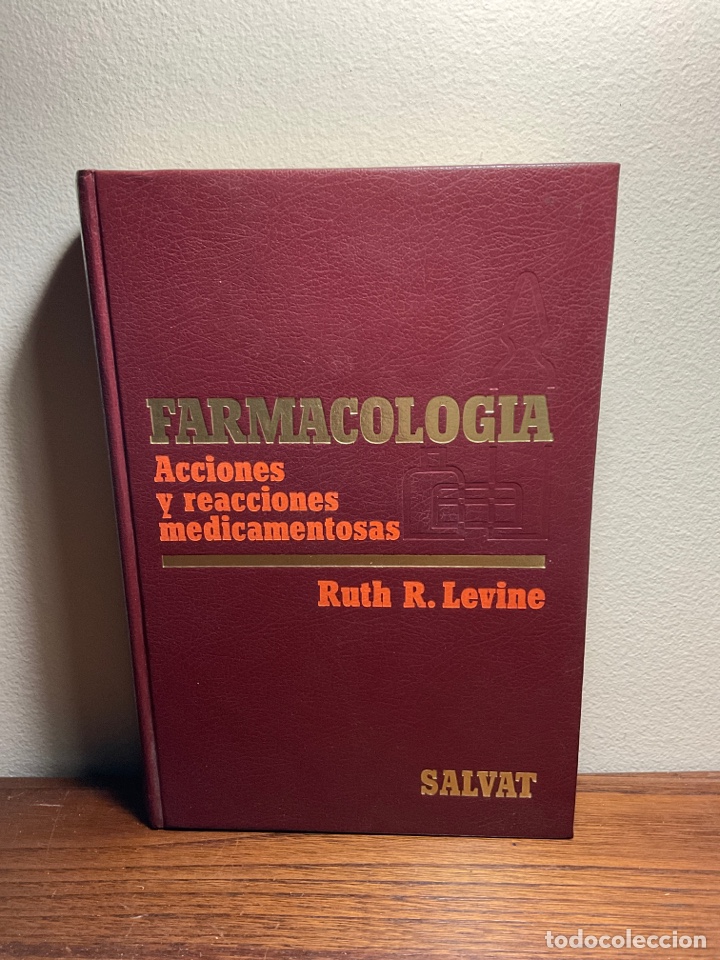 FARMACOLOGIA
Acciones
y reacciones
medicamentosas
Ruth R. Levine
SALVAT
todocoleccion